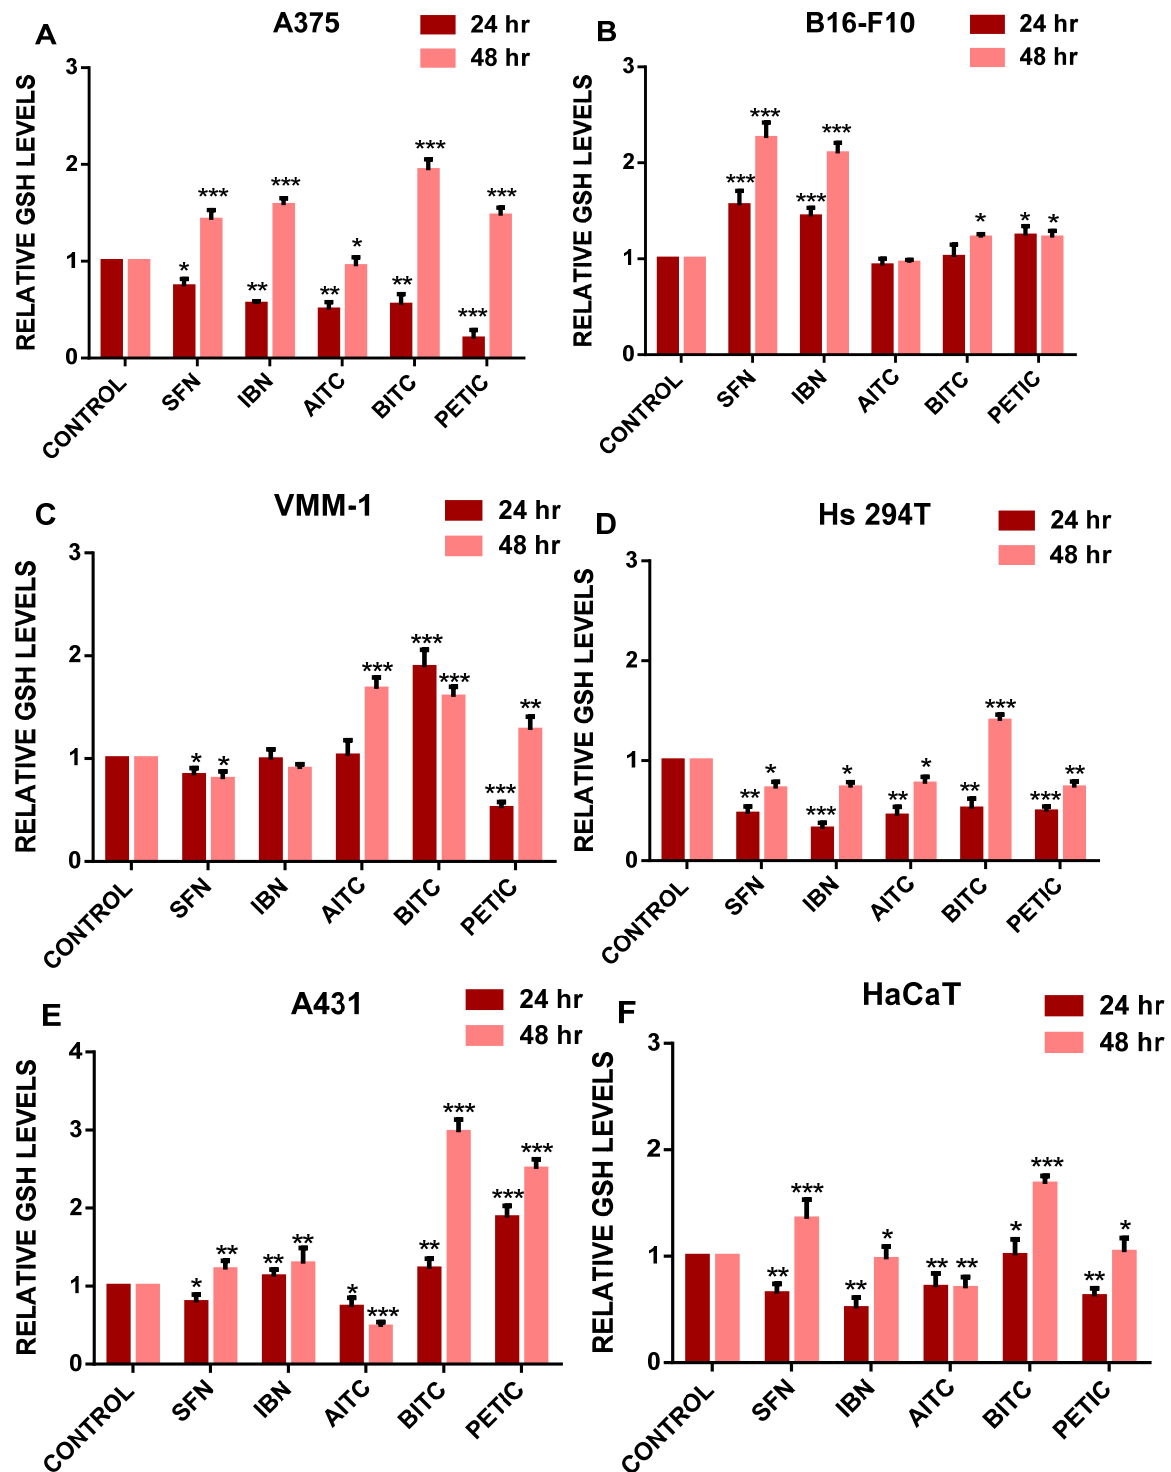 A
A375
24 hr
48 hr
RELATIVE GSH LEVELS
3
2
1
0
*
***
**
***
**
*
**
***
***
***
CONTROL
SFN
IBN
AITC
BITC
PETIC
B
B16-F10
24 hr
48 hr
RELATIVE GSH LEVELS
3
2
1
0
***
***
***
***
*
*
*
CONTROL
SFN
IBN
AITC
BITC
PETIC
C
VMM-1
24 hr
48 hr
RELATIVE GSH LEVELS
3
2
1
0
*
*
***
***
***
***
**
CONTROL
SFN
IBN
AITC
BITC
PETIC
D
Hs 294T
24 hr
48 hr
RELATIVE GSH LEVELS
3
2
1
0
**
*
***
*
**
*
**
***
***
**
CONTROL
SFN
IBN
AITC
BITC
PETIC
E
A431
24 hr
48 hr
RELATIVE GSH LEVELS
4
3
2
1
0
*
**
**
**
*
***
**
***
***
***
CONTROL
SFN
IBN
AITC
BITC
PETIC
F
HaCaT
24 hr
48 hr
RELATIVE GSH LEVELS
3
2
1
0
**
***
**
*
**
**
*
***
**
*
CONTROL
SFN
IBN
AITC
BITC
PETIC